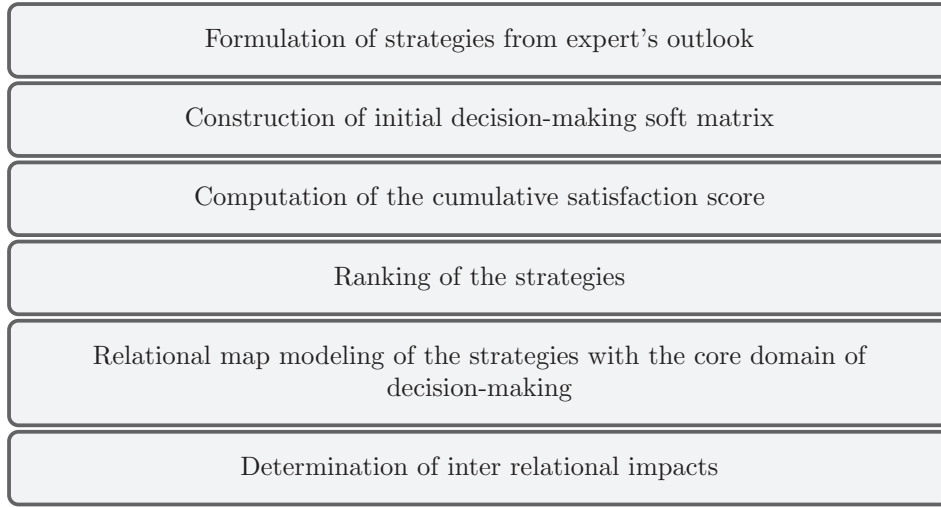 Formulation of strategies from expert's outlook
Construction of initial decision-making soft matrix
Computation of the cumulative satisfaction score
Ranking of the strategies
Relational map modeling of the strategies with the core domain of
decision-making
Determination of inter relational impacts